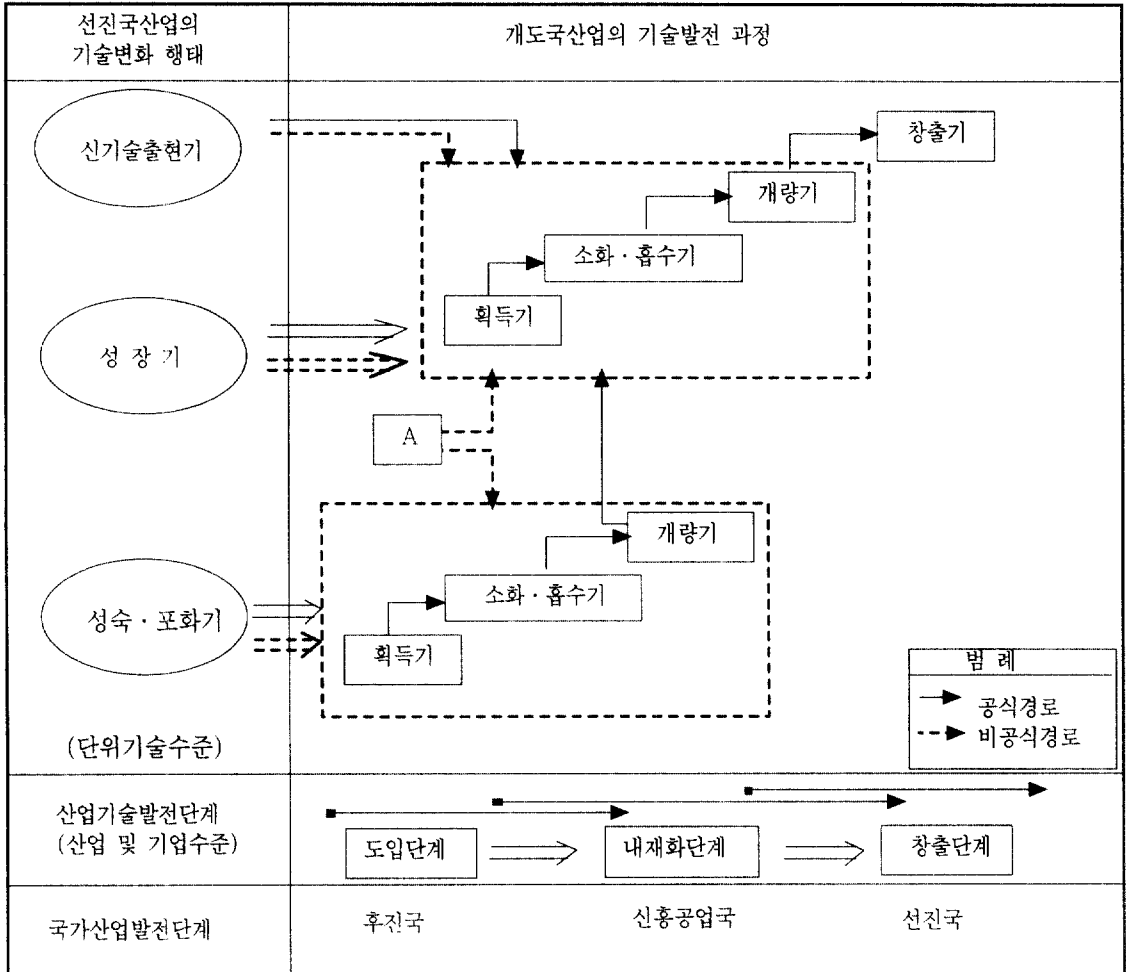 선진국산업의
기술변화 행태
개도국산업의 기술발전 과정
신기술출현기
창출기
개량기
소화·흡수기
획득기
성 장 기
A
개량기
소화·흡수기
획득기
성숙·포화기
범 례
공식경로
비공식경로
(단위기술수준)
산업기술발전단계
(산업 및 기업수준)
도입단계
내재화단계
창출단계
국가산업발전단계
후진국
신흥공업국
선진국